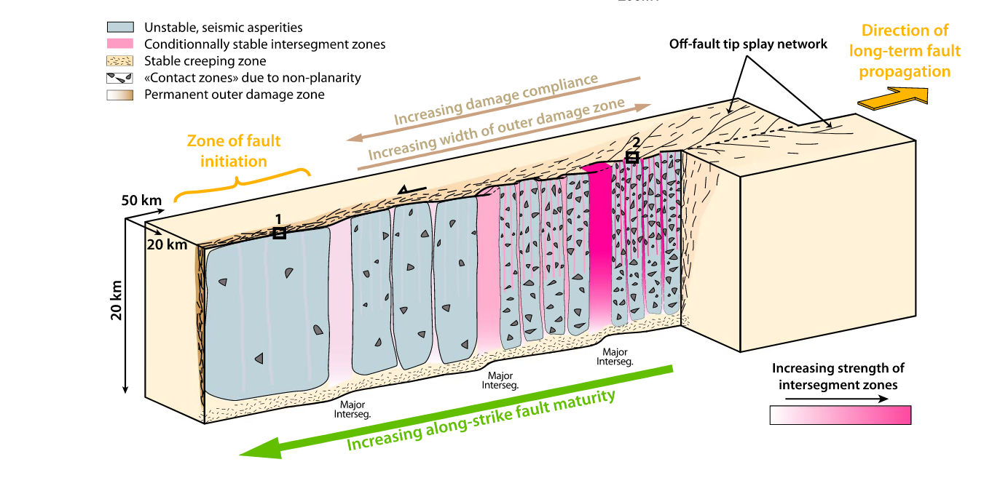 Unstable, seismic asperities
Conditionnally stable intersegment zones
Stable creeping zone
«Contact zones» due to non-planarity
Permanent outer damage zone
Off-fault tip splay network
Direction of
long-term fault
propagation
Increasing damage compliance
Increasing width of outer damage zone
Zone of fault
initiation
50 km
20 km
20 km
1
2
Major
Interseg.
Major
Interseg.
Major
Interseg.
Increasing along-strike fault maturity
Increasing strength of
intersegment zones